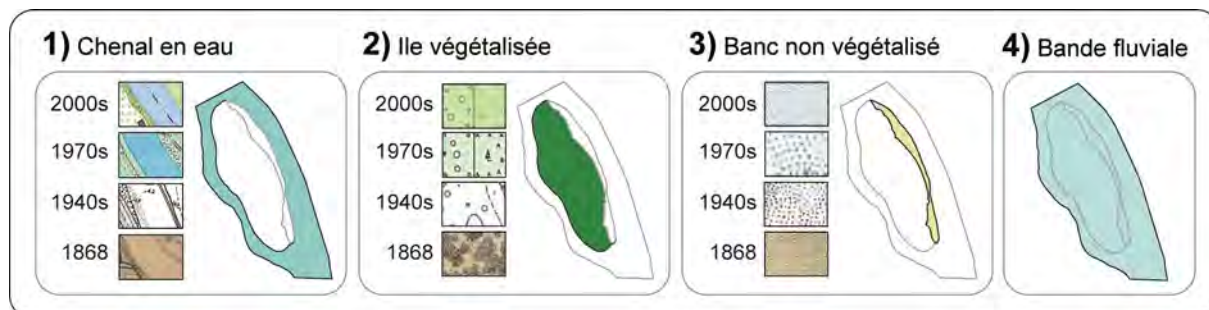 1) Chenal en eau
2000s
1970s
1940s
1868
2) Ile végétalisée
2000s
1970s
1940s
1868
3) Banc non végétalisé
2000s
1970s
1940s
1868
4) Bande fluviale